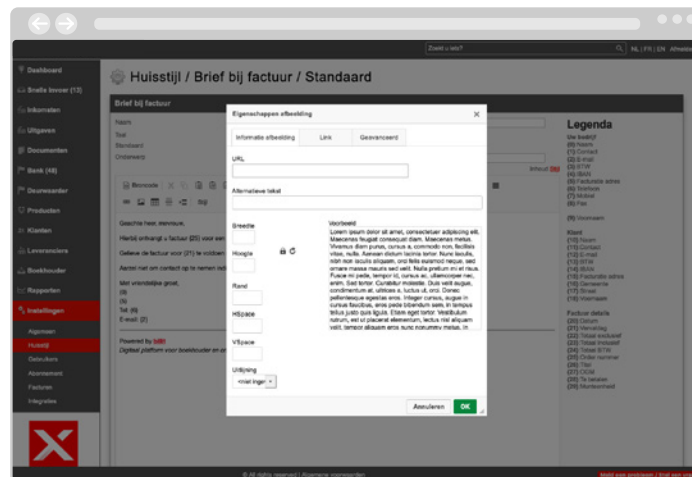 Zoekt u iets?
NL | FR | EN
Dashboard
Snelle invoer (13)
Inkomsten
Uitgaven
Documenten
Bank (48)
Deurwaarder
Producten
Klanten
Leveranciers
Boekhouder
Rapporten
Instellingen
Algemeen
Huisstijl
Gebruikers
Abonnement
Facturen
Integraties
Huisstijl / Brief bij factuur / Standaard
Brief bij factuur
Naam
Taal
Standaard
Onderwerp
Inhoud
Broncode
Stijl
Geachte heer, mevrouw,
Hierbij ontvangt u factuur (25) voor een
Gelieve de factuur voor (21) te voldoen
Aarzel niet om contact op te nemen indi
Met vriendelijke groet,
(0)
(5)
Tel: (6)
E-mail: (2)
Powered by
Digitaal platform voor boekhouder en on
Eigenschappen afbeelding
Informatie afbeelding
Link
Geavanceerd
URL
Alternatieve tekst
Breedte
Hoogte
Rand
HSpace
VSpace
Uitlijning
<niet inger
Voorbeeld
Lorem ipsum dolor sit amet, consectetuer adipiscing elit.
Maecenas feugiat consequat diam. Maecenas metus.
Vivamus diam purus, cursus a, commodo non, facilisis
vitae, nulla. Aenean dictum lacinia tortor. Nunc iaculis,
nibh non iaculis aliquam, orci felis euismod neque, sed
ornare massa mauris sed velit. Nulla pretium mi et risus.
Fusce mi pede, tempor id, cursus ac, ullamcorper nec,
enim. Sed tortor. Curabitur molestie. Duis velit augue,
condimentum at, ultrices a, luctus ut, orci. Donec
pellentesque egestas eros. Integer cursus, augue in
cursus faucibus, eros pede bibendum sem, in tempus
tellus justo quis ligula. Etiam eget tortor. Vestibulum
rutrum, est ut placerat elementum, lectus nisl aliquam
velit, tempor aliquam eros nunc nonummy metus. In
Annuleren
OK
Legenda
Uw bedrijf
(0) Naam
(1) Contact
(2) E-mail
(3) BTW
(4) IBAN
(5) Facturatie adres
(6) Telefoon
(7) Mobiel
(8) Fax
(9) Voornaam
Klant
(10) Naam
(11) Contact
(12) E-mail
(13) BTW
(14) IBAN
(15) Facturatie adres
(16) Gemeente
(17) Straat
(18) Voornaam
Factuur details
(20) Datum
(21) Vervaldag
(22) Totaal exclusief
(23) Totaal inclusief
(24) Totaal BTW
(25) Order nummer
(26) Titel
(27) OGM
(28) Te betalen
(29) Munteenheid
© All rights reserved | Algemene voorwaarden
Meld een probleem / Stel een